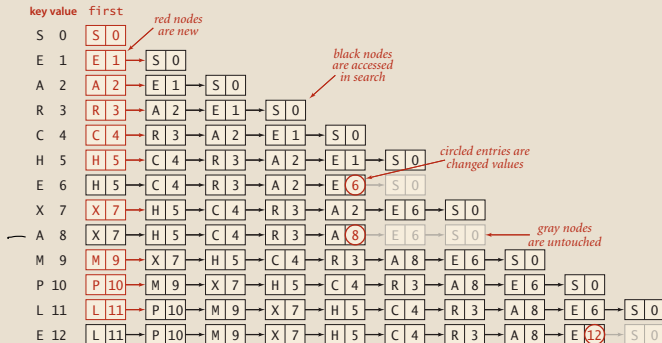 key value first
red nodes
are new
S 0 S 0
E 1 E 1 S 0
black nodes
are accessed
in search
A 2 A 2 E 1 S 0
R 3 R 3 A 2 E 1 S 0
C 4 C 4 R 3 A 2 E 1 S 0
circled entries are
changed values
H 5 H 5 C 4 R 3 A 2 E 1 S 0
E 6 H 5 C 4 R 3 A 2 E 6 S 0
X 7 X 7 H 5 C 4 R 3 A 2 E 6 S 0
gray nodes
are untouched
A 8 X 7 H 5 C 4 R 3 A 8 E 6 S 0
M 9 M 9 X 7 H 5 C 4 R 3 A 8 E 6 S 0
P 10 P 10 M 9 X 7 H 5 C 4 R 3 A 8 E 6 S 0
L 11 L 11 P 10 M 9 X 7 H 5 C 4 R 3 A 8 E 6 S 0
E 12 L 11 P 10 M 9 X 7 H 5 C 4 R 3 A 8 E 12 S 0